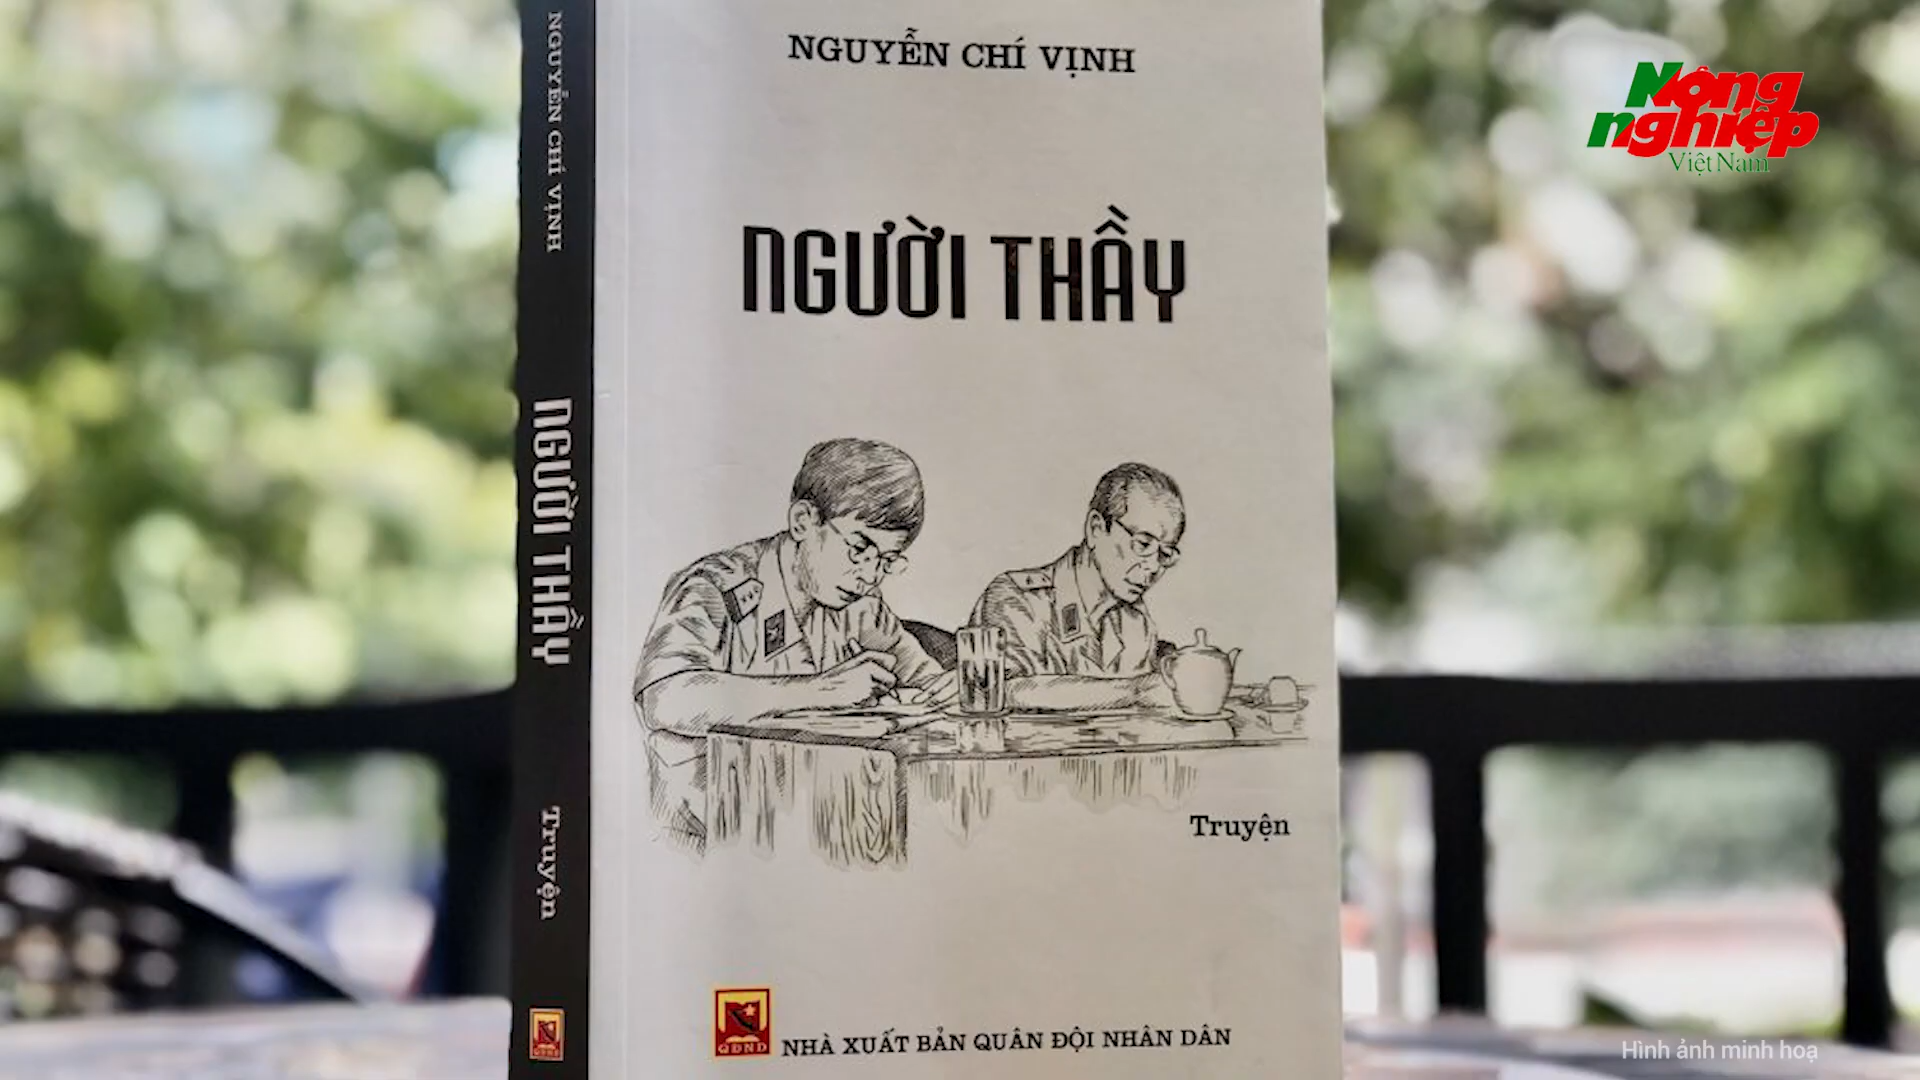 NGUYỄN CHÍ VỊNH
NGƯỜI THẦY
Truyện
QĐND
NGUYỄN CHÍ VỊNH
NGƯỜI THẦY
Truyện
QĐND
NHÀ XUẤT BẢN QUÂN ĐỘI NHÂN DÂN
Nông
nghiệp
Việt Nam
Hình ảnh minh hoạ